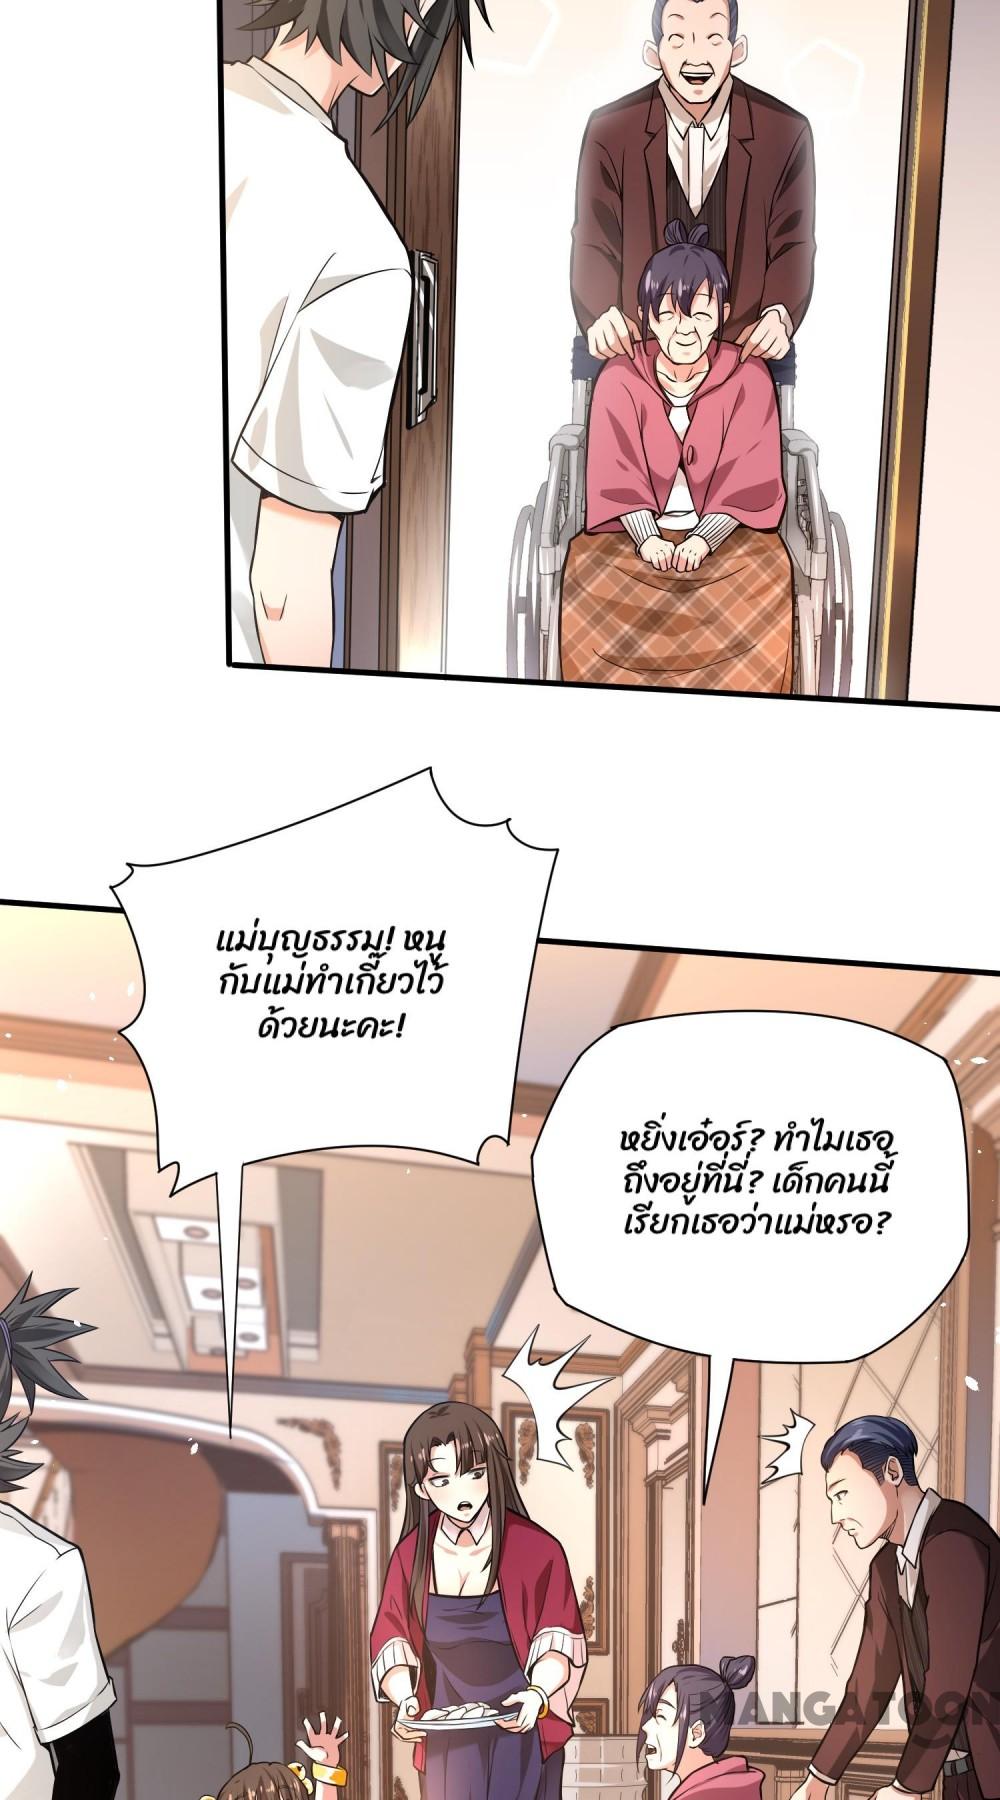 แม่บุญธรรม! หนู
กับแม่ทำเกี๊ยวไว้
ด้วยนะคะ!
หยิ่งเอ๋อร์? ทำไมเธอ
ถึงอยู่ที่นี่? เด็กคนนี้
เรียกเธอว่าแม่หรอ?
MANGATOON